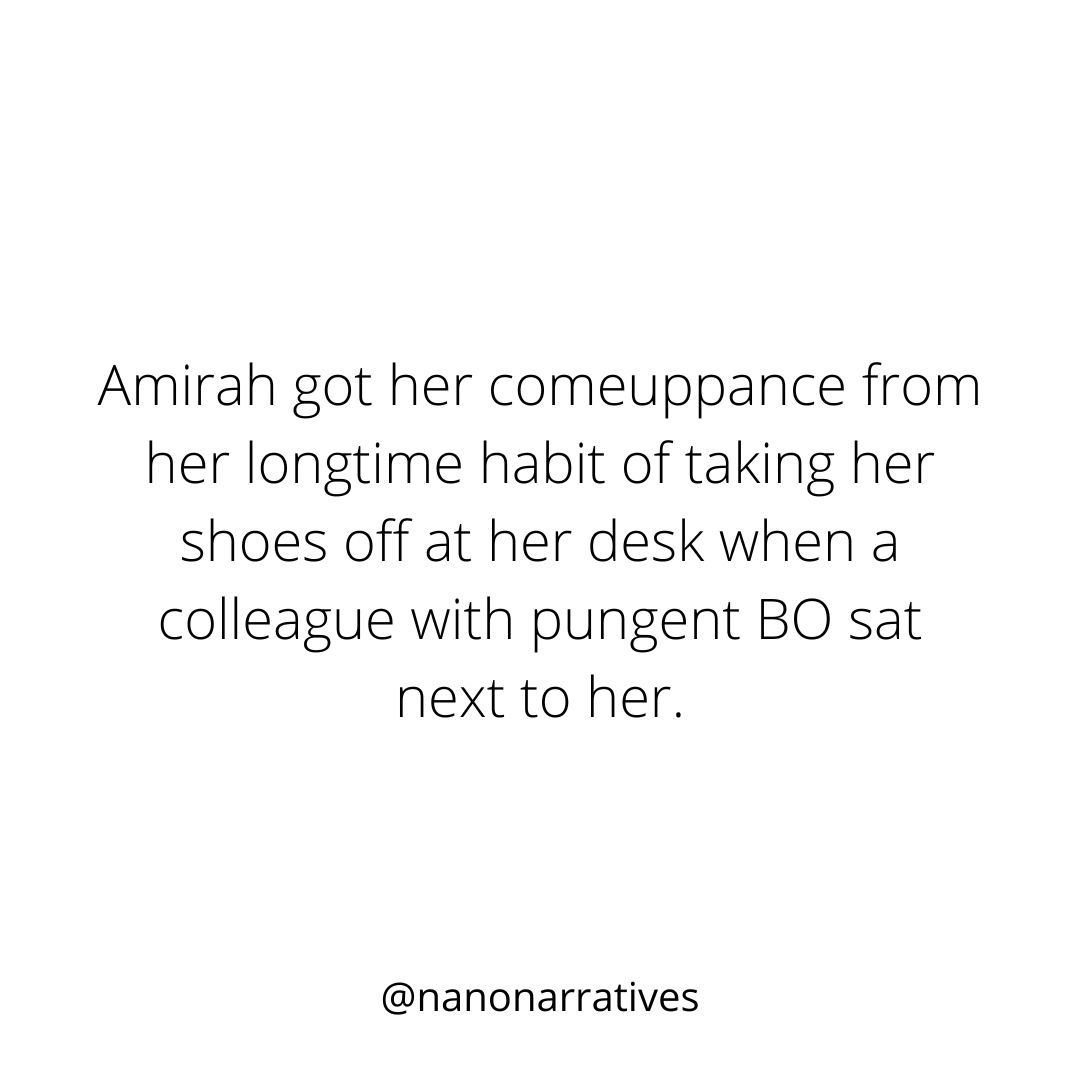 Amirah got her comeuppance from
her longtime habit of taking her
shoes off at her desk when a
colleague with pungent BO sat
next to her.
@nanonarratives